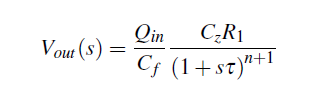 V_{out}(s) = \frac{Q_{in}}{C_f} \frac{C_z R_1}{(1 + s\tau)^{n+1}}